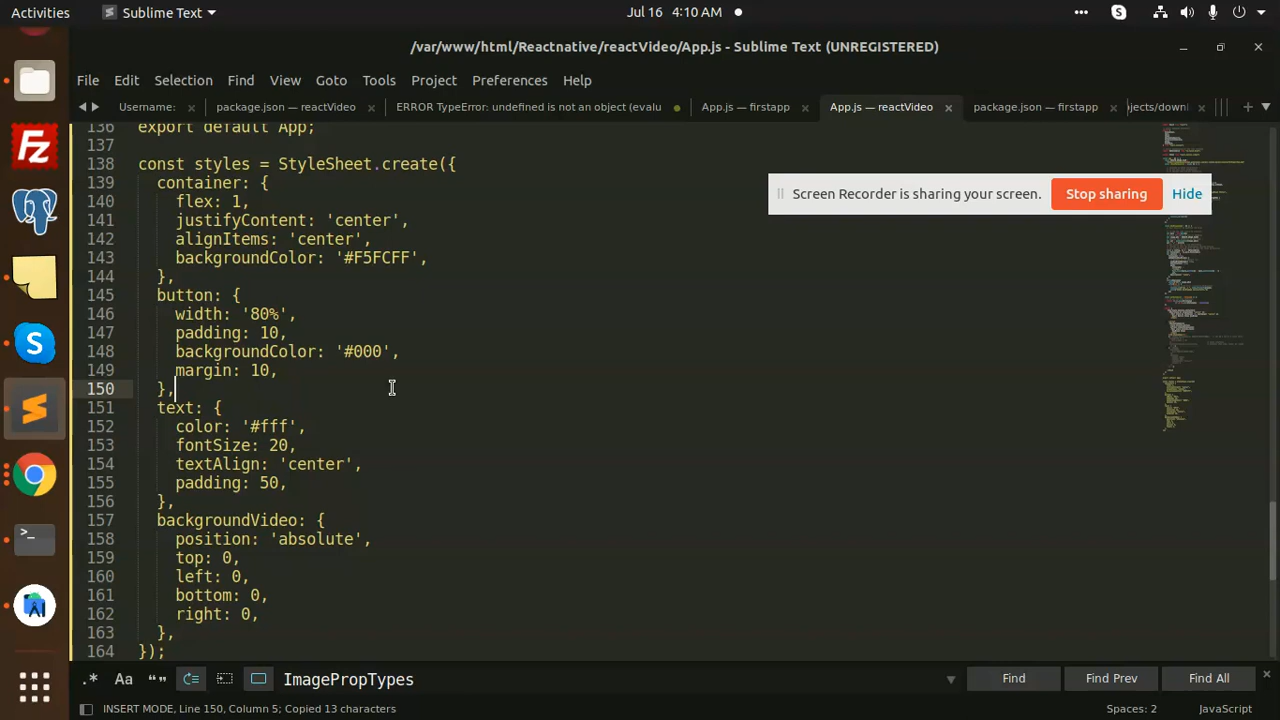 Activities
Sublime Text
Jul 16 4:10 AM
/var/www/html/Reactnative/reactVideo/App.js - Sublime Text (UNREGISTERED)
File Edit Selection Find View Goto Tools Project Preferences Help
Username: × package.json — reactVideo × ERROR TypeError: undefined is not an object (evalu App.js — firstapp × App.js — reactVideo × package.json — firstapp × jects/downl ×
136 export default App;
137
138 const styles = StyleSheet.create({
139 container: {
140 flex: 1,
141 justifyContent: 'center',
142 alignItems: 'center',
143 backgroundColor: '#F5FCFF',
144 },
145 button: {
146 width: '80%',
147 padding: 10,
148 backgroundColor: '#000',
149 margin: 10,
150 },
151 text: {
152 color: '#fff',
153 fontSize: 20,
154 textAlign: 'center',
155 padding: 50,
156 },
157 backgroundVideo: {
158 position: 'absolute',
159 top: 0,
160 left: 0,
161 bottom: 0,
162 right: 0,
163 },
164 });
Screen Recorder is sharing your screen. Stop sharing Hide
.* Aa “” ImagePropTypes Find Find Prev Find All
INSERT MODE, Line 150, Column 5; Copied 13 characters Spaces: 2 JavaScript